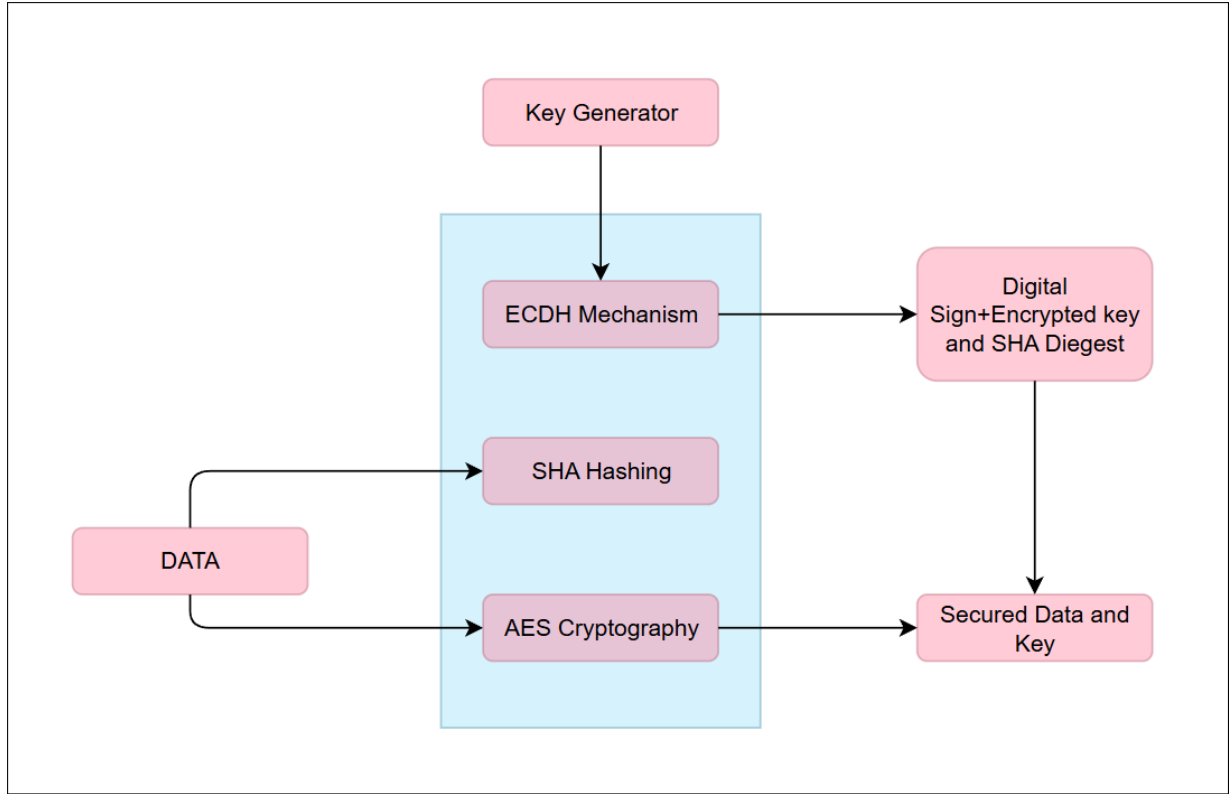 Key Generator
ECDH Mechanism
Digital
Sign+Encrypted key
and SHA Diegest
SHA Hashing
DATA
AES Cryptography
Secured Data and
Key